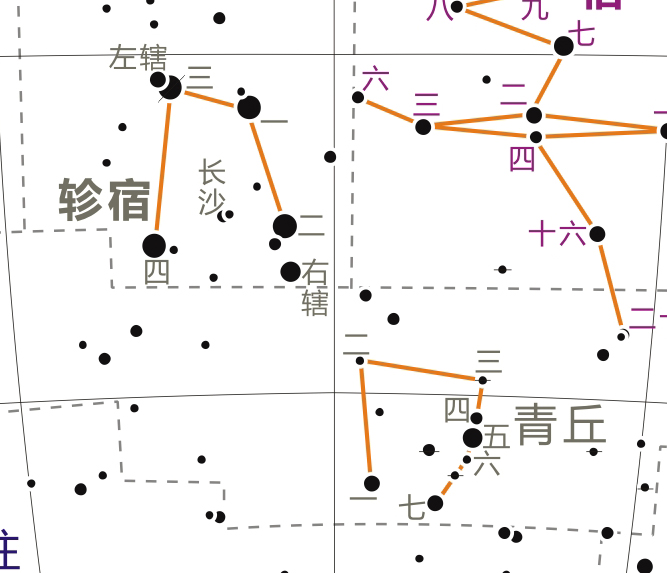 八
九
七
左辖
三
一
六
三
二
四
长
沙
轸宿
二
四
右
辖
十六
二
三
四
青丘
五
六
一
七